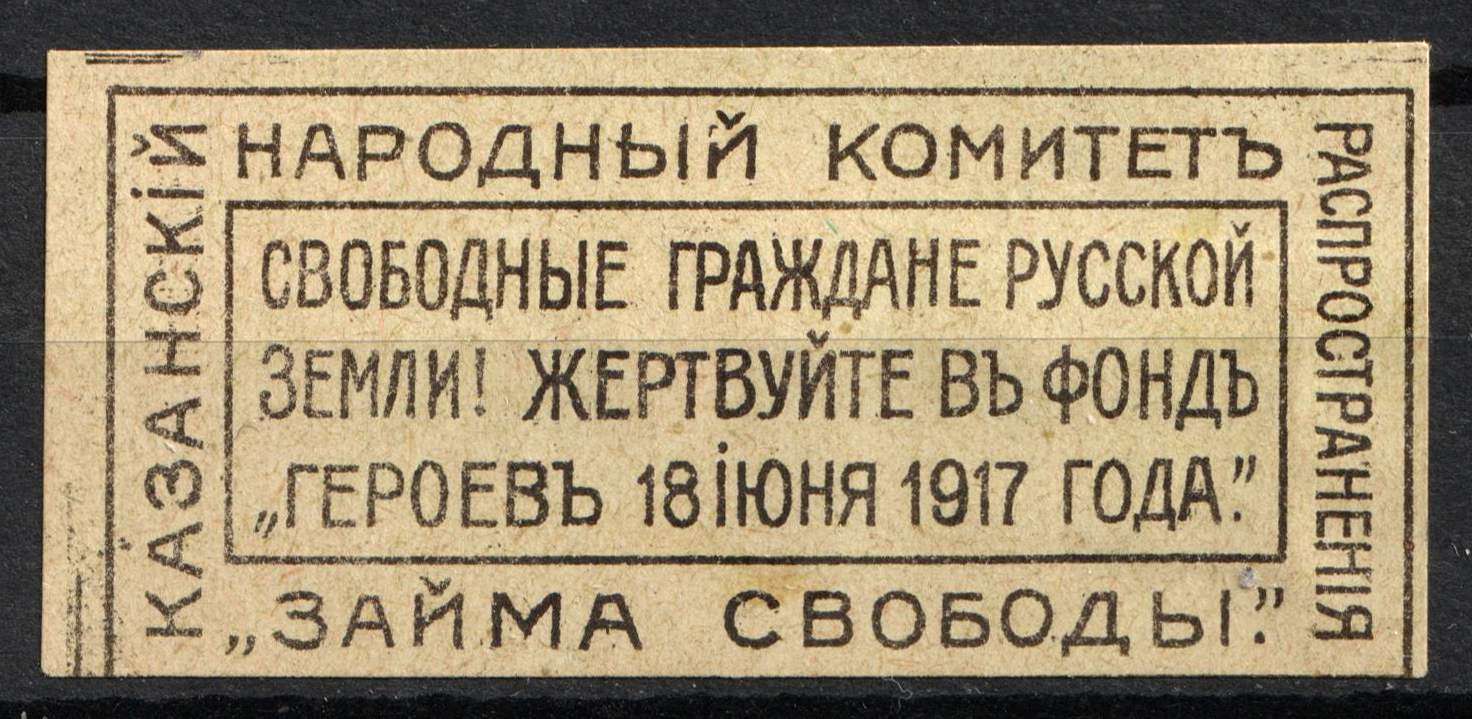 КАЗАНСКІЙ
НАРОДНЫЙ КОМИТЕТЪ
РАСПРОСТРАНЕНІЯ
„ЗАЙМА СВОБОДЫ.”
СВОБОДНЫЕ ГРАЖДАНЕ РУССКОЙ
ЗЕМЛИ! ЖЕРТВУЙТЕ ВЪ ФОНДЪ
„ГЕРОЕВЪ 18 ІЮНЯ 1917 ГОДА.”